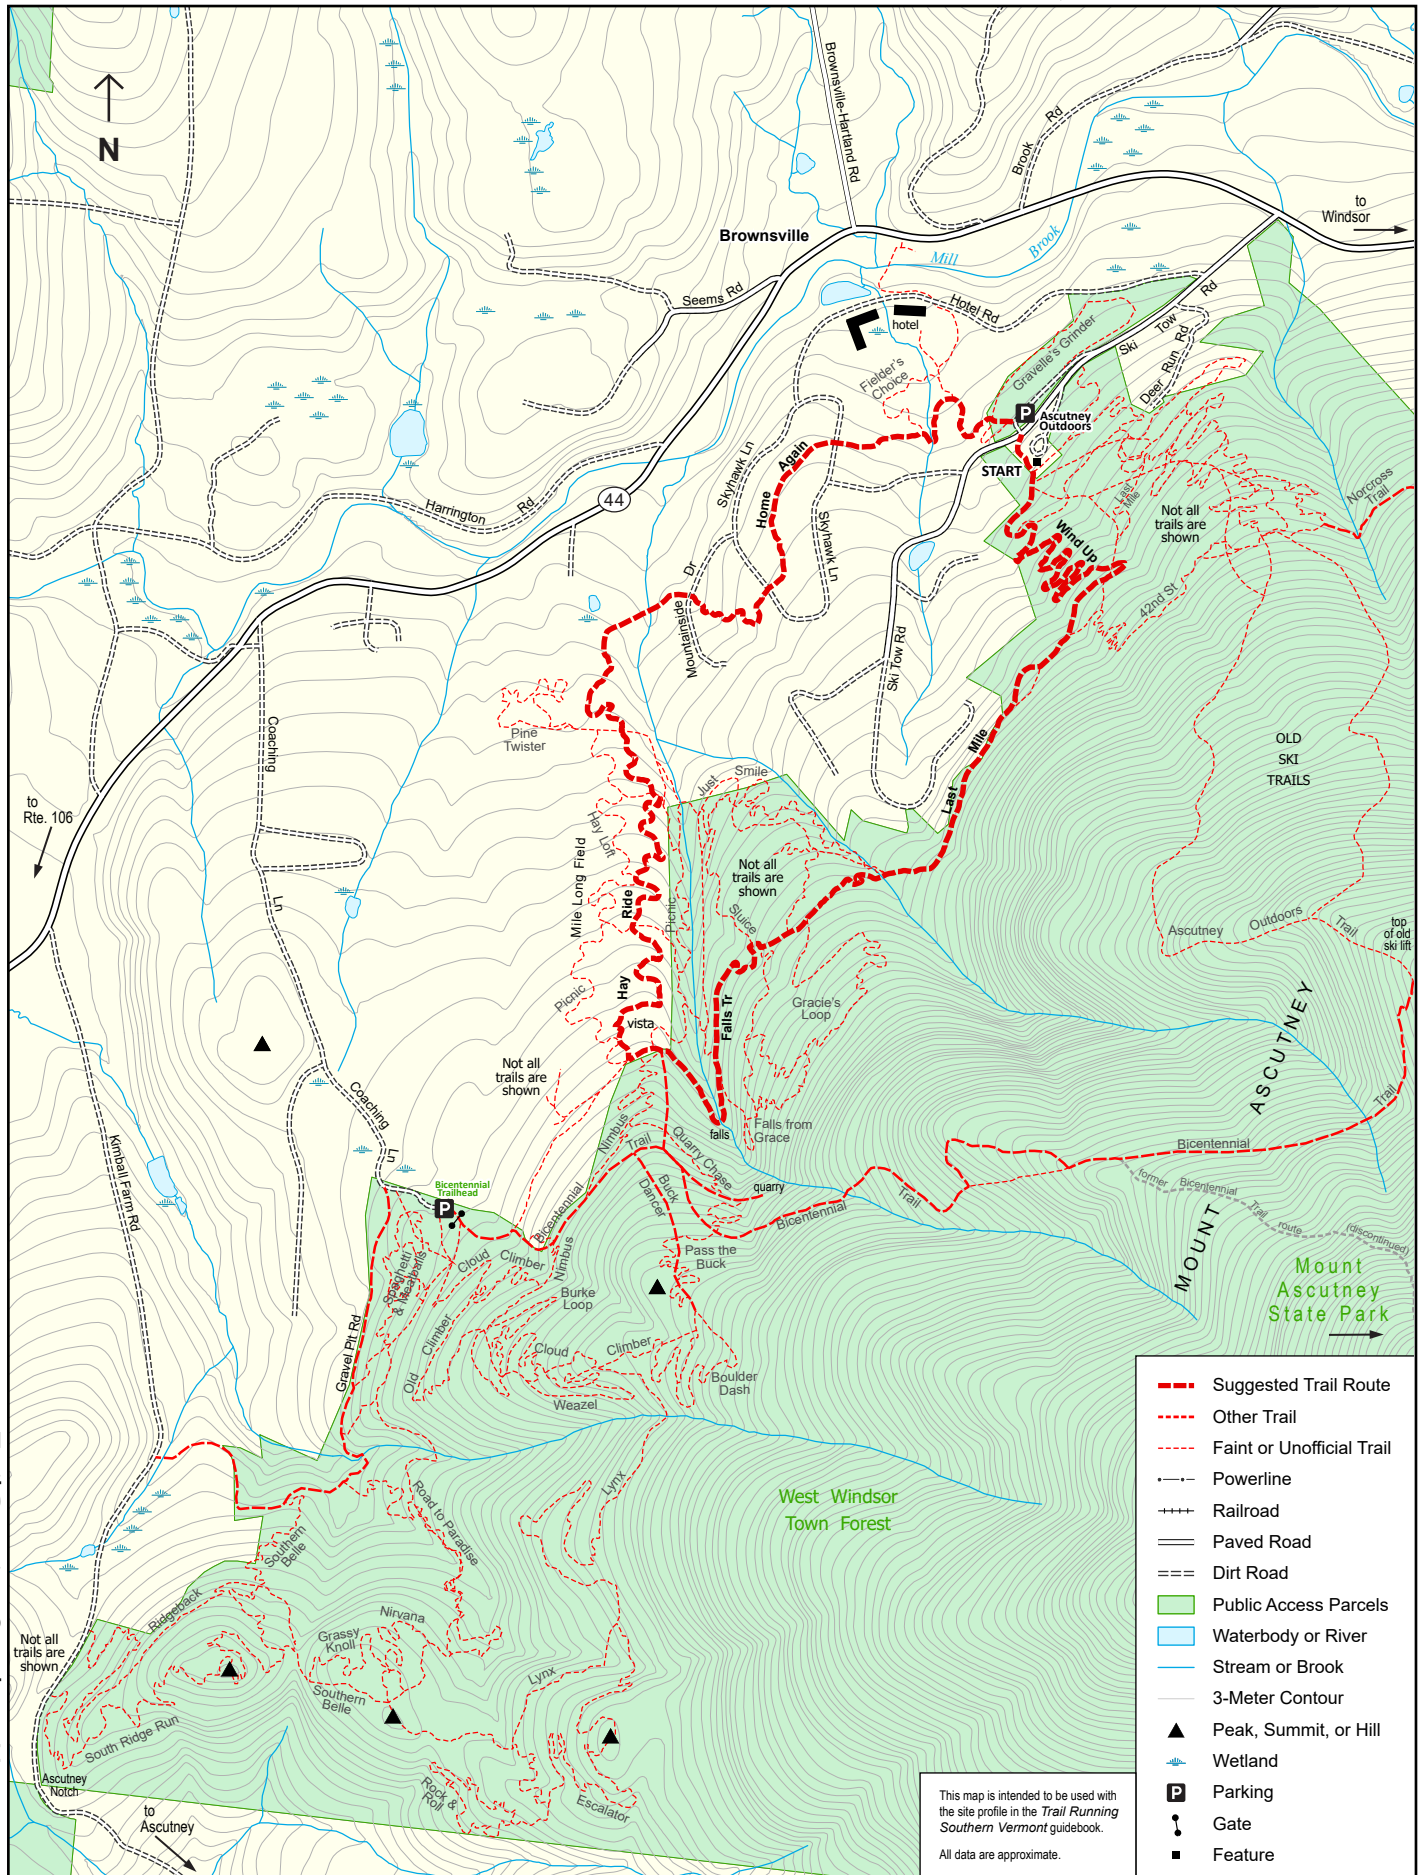 N
Brownsville-Hartland Rd
Brook Rd
to
Windsor
Brownsville
Mill Brook
Seems Rd
Hotel Rd
hotel
Ski Tow Rd
Gravelle's Grinder
Deer Run Rd
Fielder's
Choice
P
Ascutney
Outdoors
START
Skyhawk Ln
Home Again
Skyhawk Ln
44
Harrington Rd
Last
Mile
Not all
trails are
shown
Norcross
Trail
Wind Up
42nd St
Mountainside Dr
Ski Tow Rd
Coaching Ln
Pine
Twister
Last Mile
OLD
SKI
TRAILS
to
Rte. 106
Just Smile
Hay Loft
Mile Long Field
Not all
trails are
shown
Hay Ride
Picnic
Sluice
Picnic
Ascutney Outdoors Trail
top
of old
ski lift
Falls Tr
Gracie's
Loop
vista
Not all
trails are
shown
MOUNT ASCUTNEY
Coaching Ln
Kimball Farm Rd
falls
Falls from
Grace
Nimbus
Quarry Chase
quarry
Bicentennial Trail
Buck
Dancer
Bicentennial Trail
Bicentennial Trail
former Bicentennial Trail route (discontinued)
Bicentennial
Trailhead
P
Spaghetti
& Meatballs
Cloud Climber
Nimbus
Burke
Loop
Pass the
Buck
Mount
Ascutney
State Park
Gravel Pit Rd
Old Climber
Cloud Climber
Weazel
Boulder
Dash
Lynx
Road to Paradise
West Windsor
Town Forest
Southern
Belle
Ridgeback
Nirvana
Grassy
Knoll
Not all
trails are
shown
Southern
Belle
Lynx
South Ridge Run
Rock &
Roll
Escalator
Ascutney
Notch
to
Ascutney
This map is intended to be used with
the site profile in the Trail Running
Southern Vermont guidebook.
All data are approximate.
Suggested Trail Route
Other Trail
Faint or Unofficial Trail
Powerline
Railroad
Paved Road
Dirt Road
Public Access Parcels
Waterbody or River
Stream or Brook
3-Meter Contour
Peak, Summit, or Hill
Wetland
P Parking
Gate
Feature